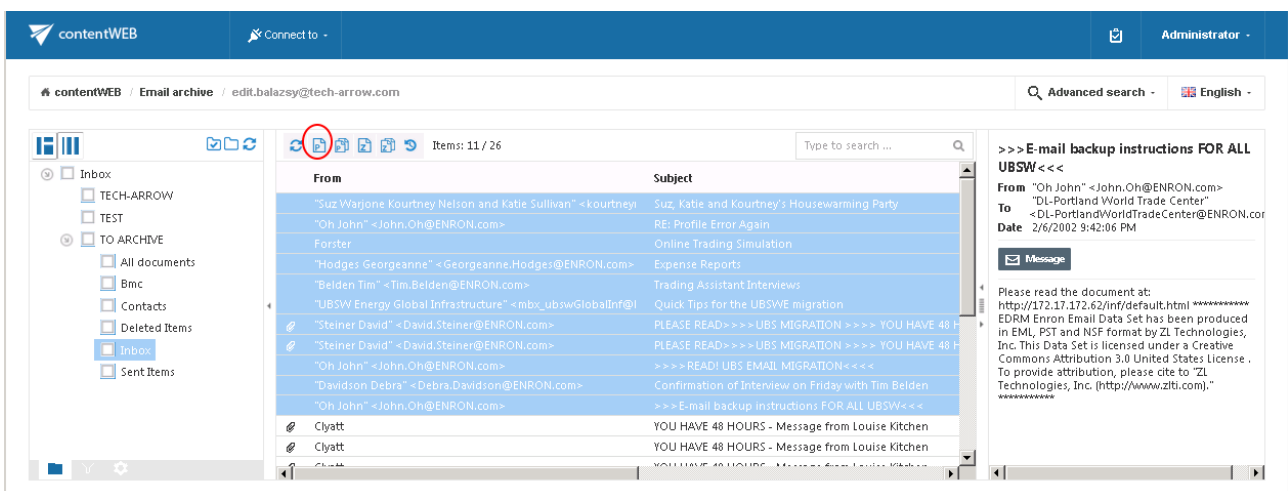 contentWEB
Connect to
Administrator
contentWEB / Email archive / edit.balazsy@tech-arrow.com
Advanced search
English
Items: 11 / 26
Type to search ...
Inbox
TECH-ARROW
TEST
TO ARCHIVE
All documents
Bmc
Contacts
Deleted Items
Inbox
Sent Items
From Subject
"Suz Warjone Kourtney Nelson and Katie Sullivan" <kourtney Suz, Katie and Kourtney's Housewarming Party
"Oh John" <John.Oh@ENRON.com> RE: Profile Error Again
Forster Online Trading Simulation
"Hodges Georgeanne" <Georgeanne.Hodges@ENRON.com> Expense Reports
"Belden Tim" <Tim.Belden@ENRON.com> Trading Assistant Interviews
"UBSW Energy Global Infrastructure" <mbx_ubswGlobalInf@ Quick Tips for the UBSWE migration
"Steiner David" <David.Steiner@ENRON.com> PLEASE READ>>>>UBS MIGRATION >>>> YOU HAVE 48 H
"Steiner David" <David.Steiner@ENRON.com> PLEASE READ>>>>UBS MIGRATION >>>> YOU HAVE 48 H
"Oh John" <John.Oh@ENRON.com> >>>>READ! UBS EMAIL MIGRATION<<<<
"Davidson Debra" <Debra.Davidson@ENRON.com> Confirmation of Interview on Friday with Tim Belden
"Oh John" <John.Oh@ENRON.com> >>>E-mail backup instructions FOR ALL UBSW<<<
Clyatt YOU HAVE 48 HOURS - Message from Louise Kitchen
Clyatt YOU HAVE 48 HOURS - Message from Louise Kitchen
>>>E-mail backup instructions FOR ALL
UBSW<<<
From "Oh John" <John.Oh@ENRON.com>
To "DL-Portland World Trade Center"
<DL-PortlandWorldTradeCenter@ENRON.cor
Date 2/6/2002 9:42:06 PM
Message
Please read the document at:
http://172.17.172.62/inf/default.html ***********
EDRM Enron Email Data Set has been produced
in EML, PST and NSF format by ZL Technologies,
Inc. This Data Set is licensed under a Creative
Commons Attribution 3.0 United States License .
To provide attribution, please cite to "ZL
Technologies, Inc. (http://www.zlti.com)."
***********